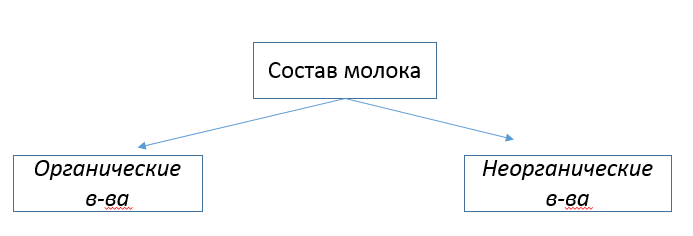 Состав молока
Органические
в-ва
Неорганические
в-ва